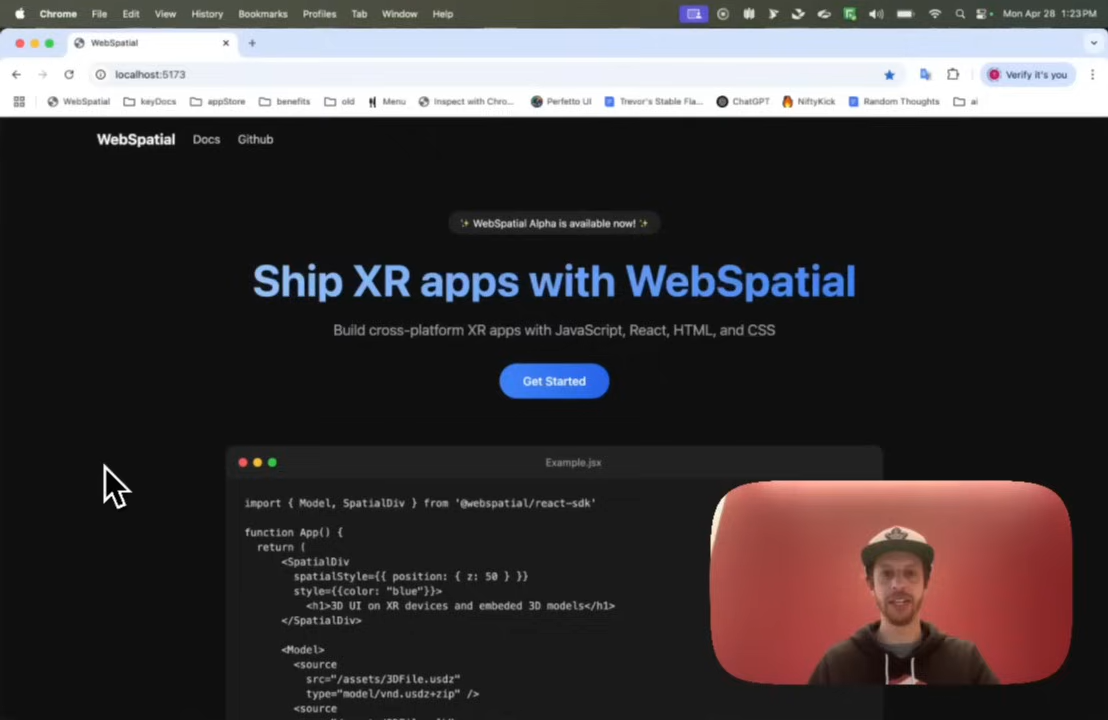 Chrome File Edit View History Bookmarks Profiles Tab Window Help Mon Apr 28 1:23 PM
WebSpatial
localhost:5173 Verify it's you
WebSpatial keyDocs appStore benefits old Menu Inspect with Chro... Perfetto UI Trevor's Stable Fla... ChatGPT NiftyKick Random Thoughts
WebSpatial Docs Github
✨ WebSpatial Alpha is available now! ✨
Ship XR apps with WebSpatial
Build cross-platform XR apps with JavaScript, React, HTML, and CSS
Get Started
Example.jsx
import { Model, SpatialDiv } from '@webspatial/react-sdk'
function App() {
return (
<SpatialDiv
spatialStyle={{ position: { z: 50 } }}
style={{color: "blue"}}>
<h1>3D UI on XR devices and embeded 3D models</h1>
</SpatialDiv>
<Model>
<source
src="/assets/3DFile.usdz"
type="model/vnd.usdz+zip" />
<source